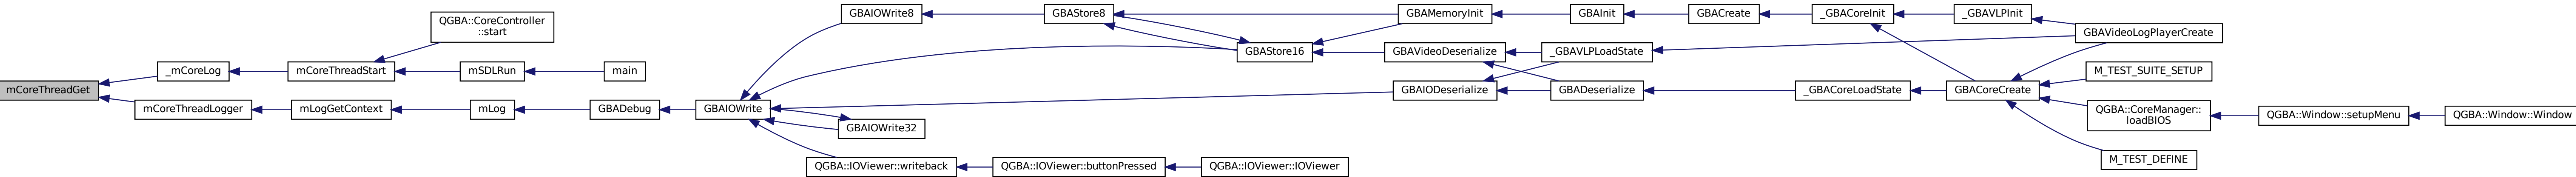 mCoreThreadGet
_mCoreLog
mCoreThreadLogger
mCoreThreadStart
mLogGetContext
QGBA::CoreController
::start
mSDLRun
mLog
main
GBADebug
GBAIOWrite
GBAIOWrite8
GBAIOWrite32
QGBA::IOViewer::writeback
GBAStore8
QGBA::IOViewer::buttonPressed
GBAStore16
QGBA::IOViewer::IOViewer
GBAMemoryInit
GBAVideoDeserialize
GBAIODeserialize
GBAInit
_GBAVLPLoadState
GBADeserialize
GBACreate
_GBACoreInit
_GBACoreLoadState
_GBAVLPInit
GBACoreCreate
GBAVideoLogPlayerCreate
M_TEST_SUITE_SETUP
QGBA::CoreManager::
loadBIOS
M_TEST_DEFINE
QGBA::Window::setupMenu
QGBA::Window::Window